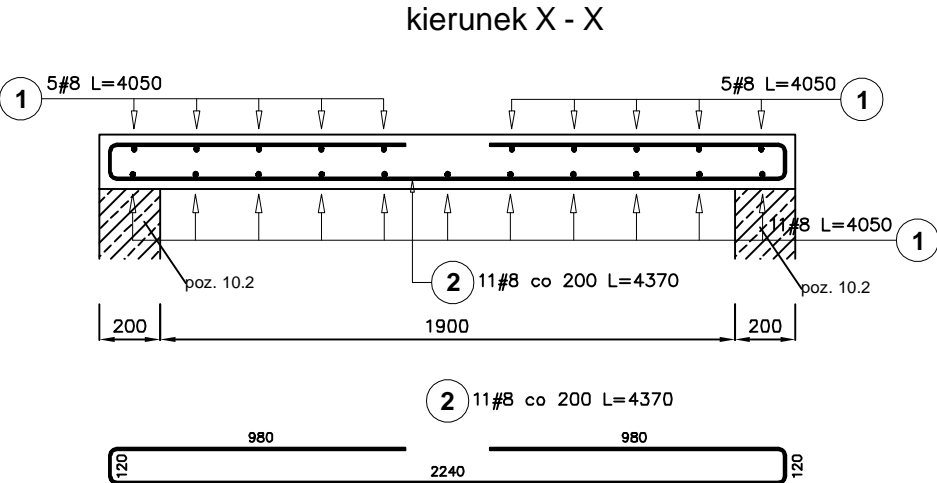 kierunek X - X
1 5#8 L=4050
5#8 L=4050 1
11#8 L=4050 1
poz. 10.2
2 11#8 co 200 L=4370
poz. 10.2
200 1900 200
2 11#8 co 200 L=4370
980 980
120 2240 120